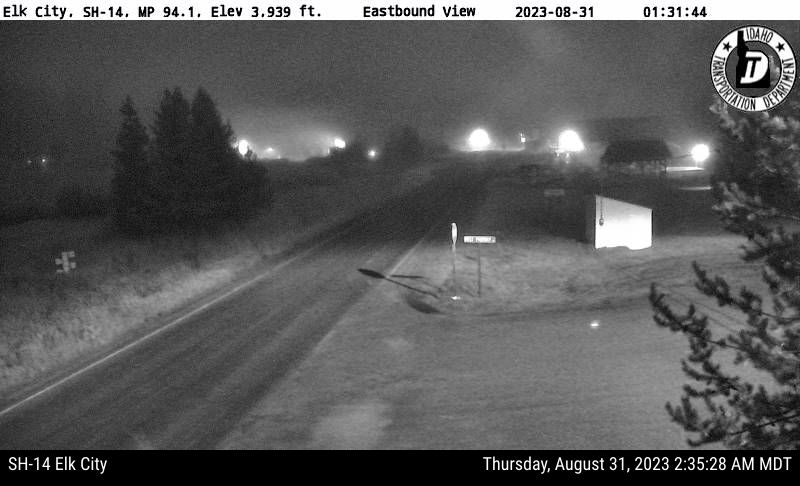 Elk City, SH-14, MP 94.1, Elev 3,939 ft. Eastbound View 2023-08-31 01:31:44
IDAHO
TRANSPORTATION DEPARTMENT
SH-14 Elk City
Thursday, August 31, 2023 2:35:28 AM MDT